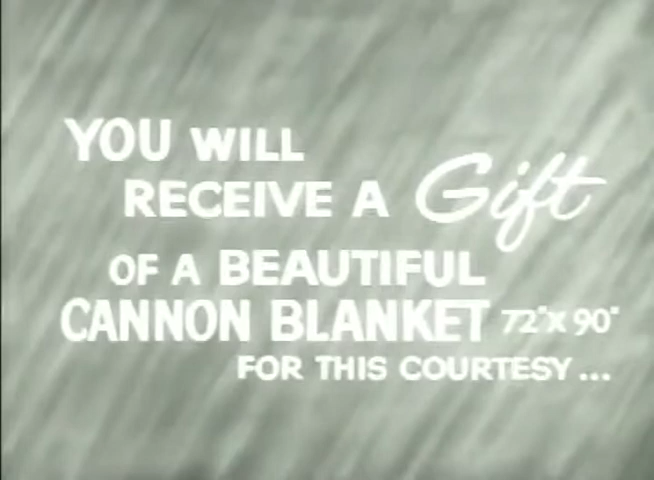 YOU WILL
RECEIVE A Gift
OF A BEAUTIFUL
CANNON BLANKET 72"X 90"
FOR THIS COURTESY...